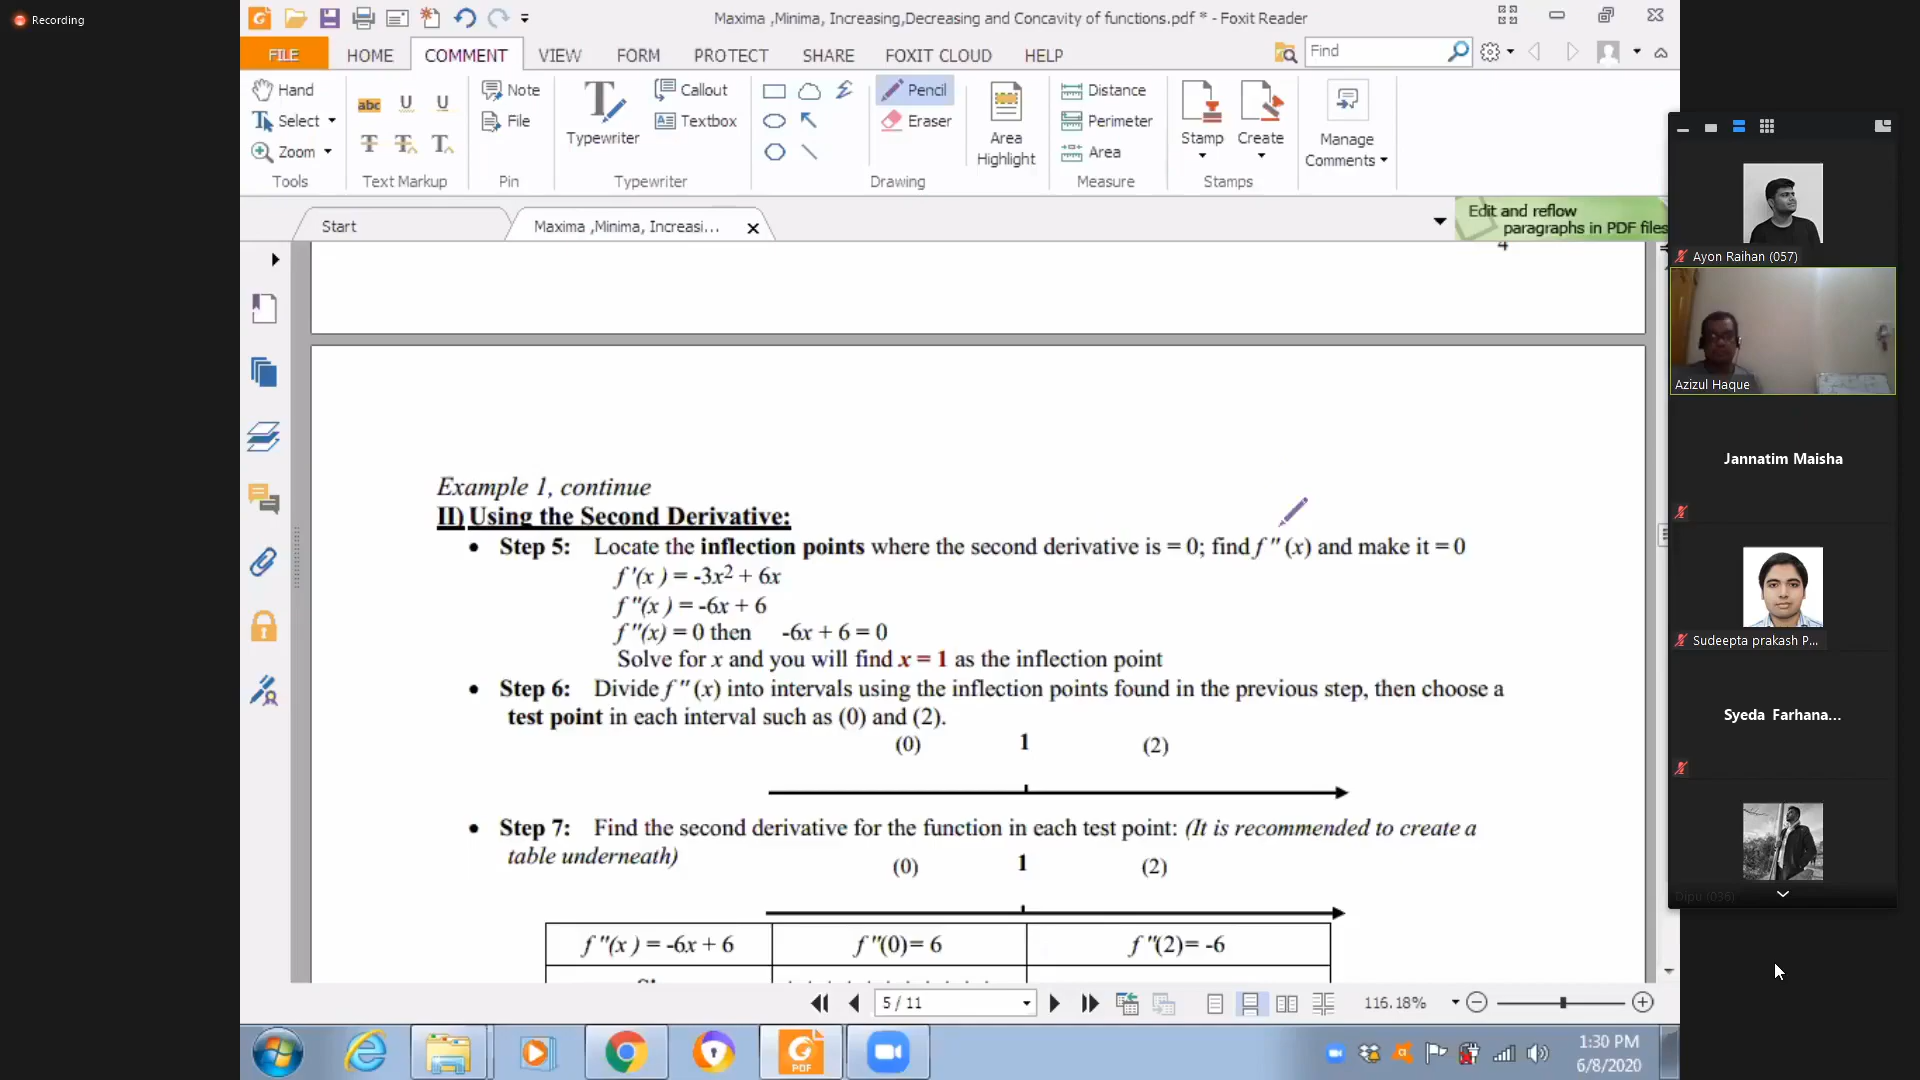 Recording
Maxima ,Minima, Increasing,Decreasing and Concavity of functions.pdf * - Foxit Reader
FILE HOME COMMENT VIEW FORM PROTECT SHARE FOXIT CLOUD HELP
Find
Hand
Select
Zoom
Tools
abc U U
T T T
Text Markup
Note
File
Pin
Typewriter
Callout
Textbox
Typewriter
Drawing
Pencil
Eraser
Area
Highlight
Distance
Perimeter
Area
Measure
Stamp
Create
Stamps
Manage
Comments
Start
Maxima ,Minima, Increasi...
Edit and reflow
paragraphs in PDF files
4
Example 1, continue
II) Using the Second Derivative:
• Step 5: Locate the inflection points where the second derivative is = 0; find f "(x) and make it = 0
f '(x ) = -3x² + 6x
f "(x ) = -6x + 6
f "(x) = 0 then -6x + 6 = 0
Solve for x and you will find x = 1 as the inflection point
• Step 6: Divide f "(x) into intervals using the inflection points found in the previous step, then choose a
test point in each interval such as (0) and (2).
(0) 1 (2)
• Step 7: Find the second derivative for the function in each test point: (It is recommended to create a
table underneath)
(0) 1 (2)
f "(x ) = -6x + 6 f "(0)= 6 f "(2)= -6
5 / 11
116.18%
PDF
1:30 PM
6/8/2020
Ayon Raihan (057)
Azizul Haque
Jannatim Maisha
Sudeepta prakash P...
Syeda Farhana...
Dipu (036)